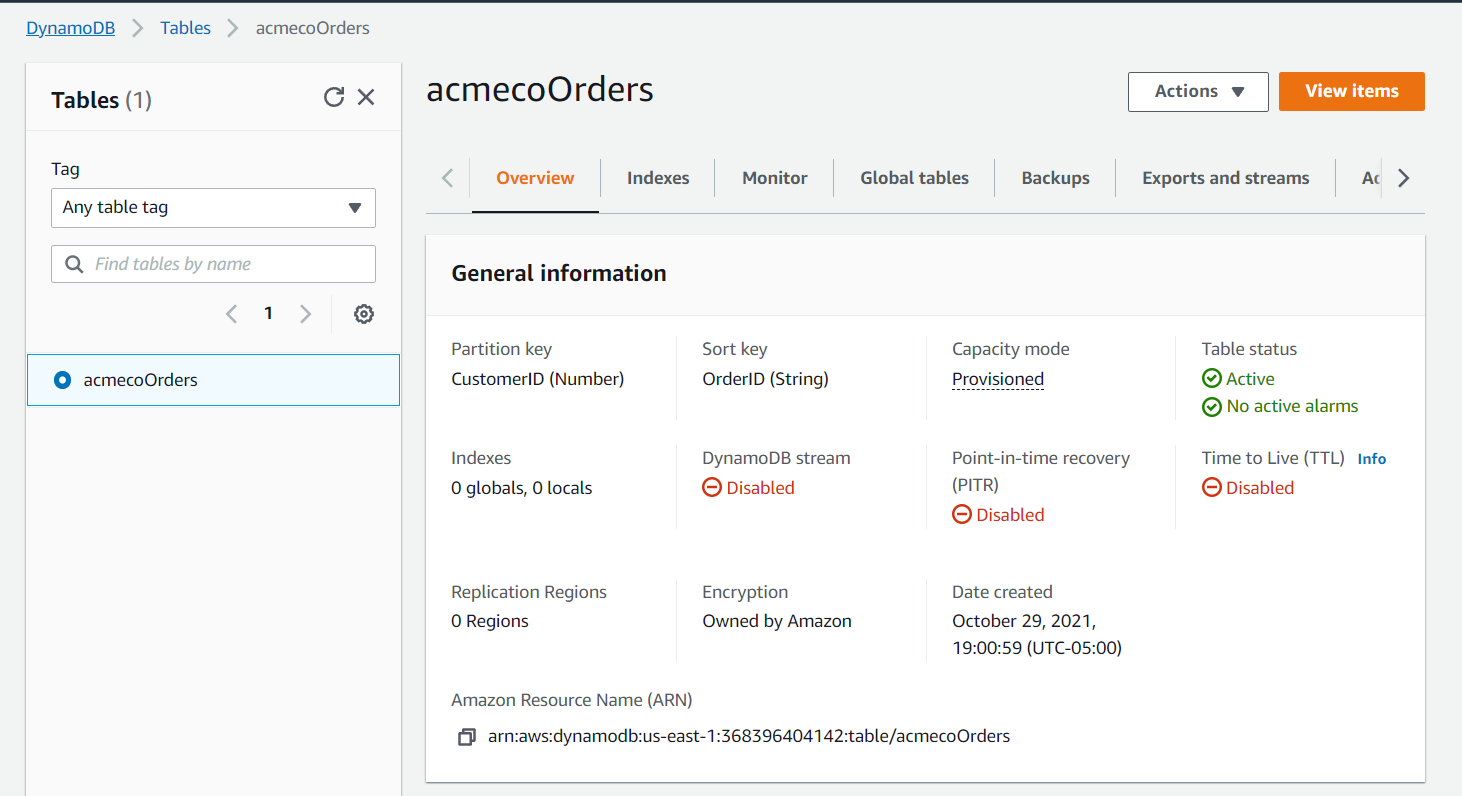 DynamoDB > Tables > acmecoOrders
Tables (1)
Tag
Any table tag
Find tables by name
1
acmecoOrders
acmecoOrders
Actions
View items
Overview
Indexes
Monitor
Global tables
Backups
Exports and streams
General information
Partition key
CustomerID (Number)
Sort key
OrderID (String)
Capacity mode
Provisioned
Table status
Active
No active alarms
Indexes
0 globals, 0 locals
DynamoDB stream
Disabled
Point-in-time recovery
(PITR)
Disabled
Time to Live (TTL) Info
Disabled
Replication Regions
0 Regions
Encryption
Owned by Amazon
Date created
October 29, 2021,
19:00:59 (UTC-05:00)
Amazon Resource Name (ARN)
arn:aws:dynamodb:us-east-1:368396404142:table/acmecoOrders